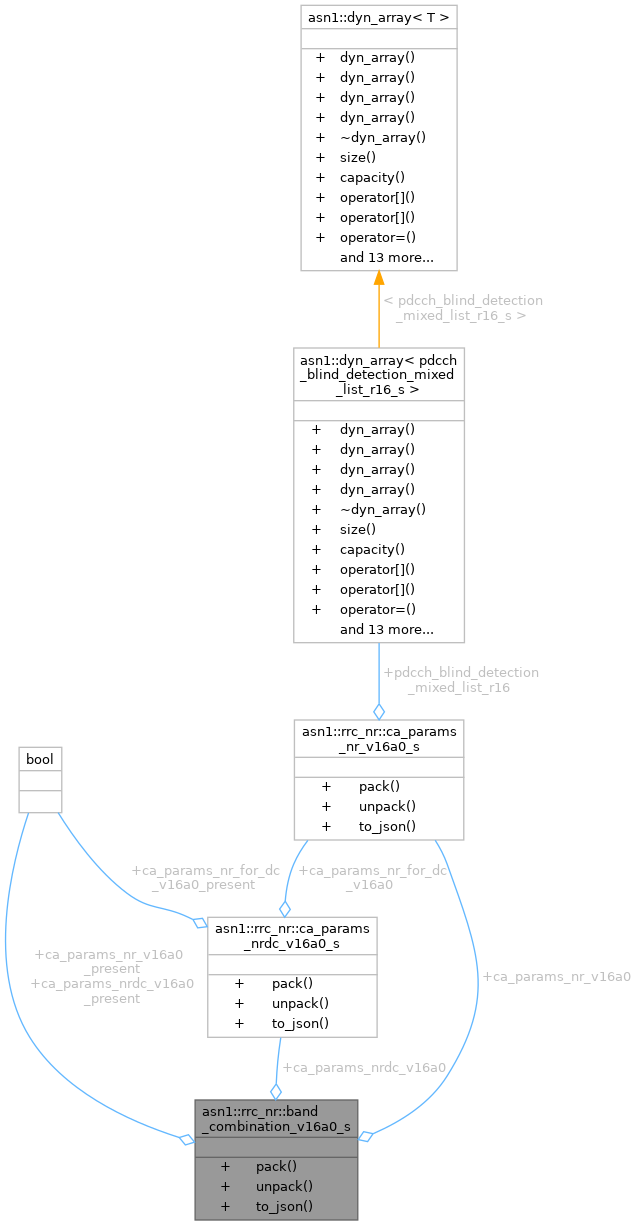 asn1::dyn_array< T >
+ dyn_array()
+ dyn_array()
+ dyn_array()
+ dyn_array()
+ ~dyn_array()
+ size()
+ capacity()
+ operator[]()
+ operator[]()
+ operator=()
and 13 more...
< pdcch_blind_detection
_mixed_list_r16_s >
asn1::dyn_array< pdcch
_blind_detection_mixed
_list_r16_s >
+ dyn_array()
+ dyn_array()
+ dyn_array()
+ dyn_array()
+ ~dyn_array()
+ size()
+ capacity()
+ operator[]()
+ operator[]()
+ operator=()
and 13 more...
+pdcch_blind_detection
_mixed_list_r16
asn1::rrc_nr::ca_params
_nr_v16a0_s
+ pack()
+ unpack()
+ to_json()
bool
+ca_params_nr_for_dc
_v16a0_present
+ca_params_nr_for_dc
_v16a0
asn1::rrc_nr::ca_params
_nrdc_v16a0_s
+ pack()
+ unpack()
+ to_json()
+ca_params_nr_v16a0
_present
+ca_params_nrdc_v16a0
_present
+ca_params_nr_v16a0
+ca_params_nrdc_v16a0
asn1::rrc_nr::band
_combination_v16a0_s
+ pack()
+ unpack()
+ to_json()